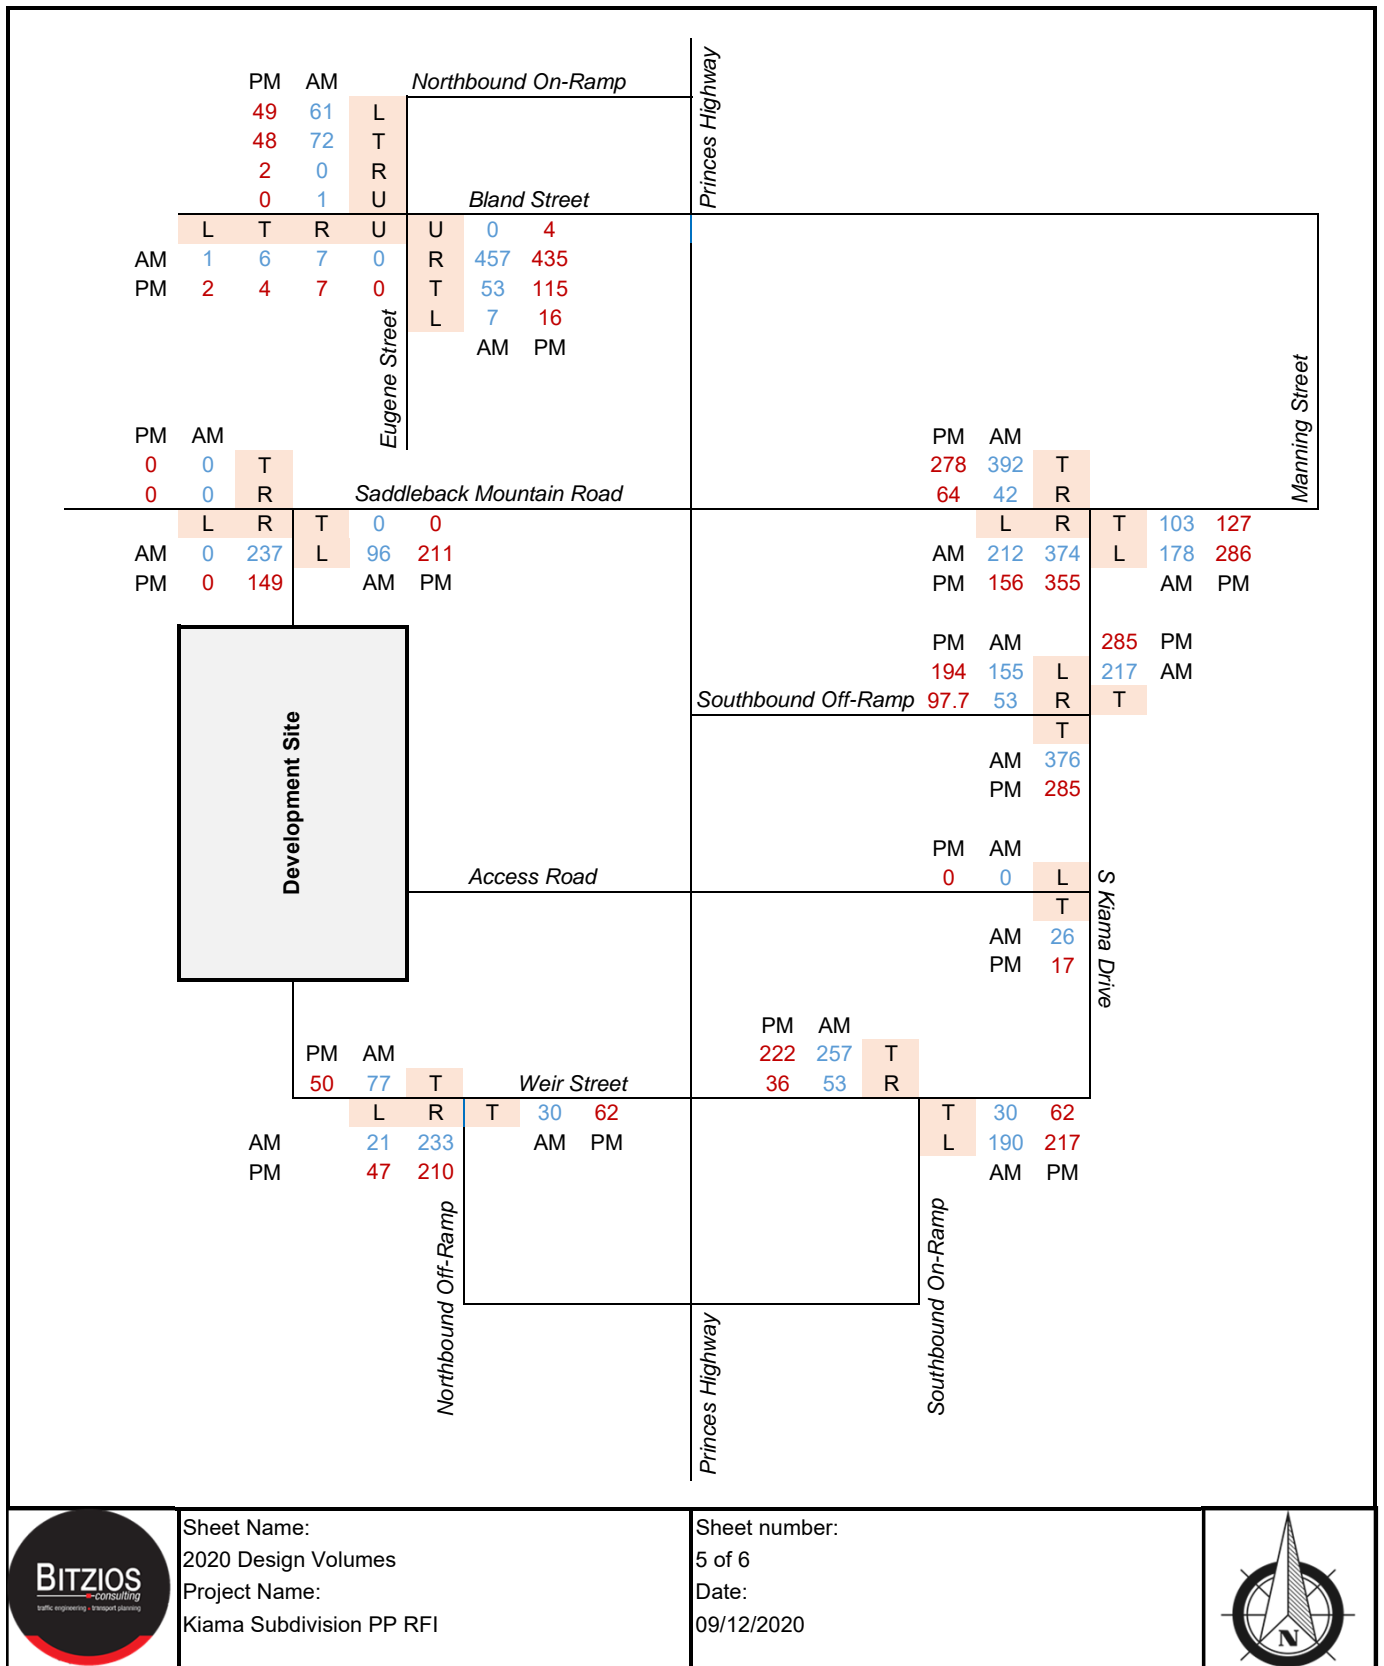 PM AM Northbound On-Ramp
49 61 L
48 72 T
2 0 R
0 1 U Bland Street
Princes Highway
L T R U U 0 4
AM 1 6 7 0 R 457 435
PM 2 4 7 0 T 53 115
L 7 16
AM PM
Eugene Street
Manning Street
PM AM
0 0 T
0 0 R Saddleback Mountain Road
L R T 0 0
AM 0 237 L 96 211
PM 0 149 AM PM
PM AM
278 392 T
64 42 R
L R T 103 127
AM 212 374 L 178 286
PM 156 355 AM PM
PM AM 285 PM
194 155 L 217 AM
Southbound Off-Ramp 97.7 53 R T
T
AM 376
PM 285
Development Site
PM AM
Access Road 0 0 L
T
AM 26
PM 17
S Kiama Drive
PM AM
50 77 T Weir Street
L R T 30 62
AM 21 233 AM PM
PM 47 210
PM AM
222 257 T
36 53 R
T 30 62
L 190 217
AM PM
Northbound Off-Ramp
Princes Highway
Southbound On-Ramp
BITZIOS
consulting
traffic engineering • transport planning
Sheet Name:
2020 Design Volumes
Project Name:
Kiama Subdivision PP RFI
Sheet number:
5 of 6
Date:
09/12/2020
N